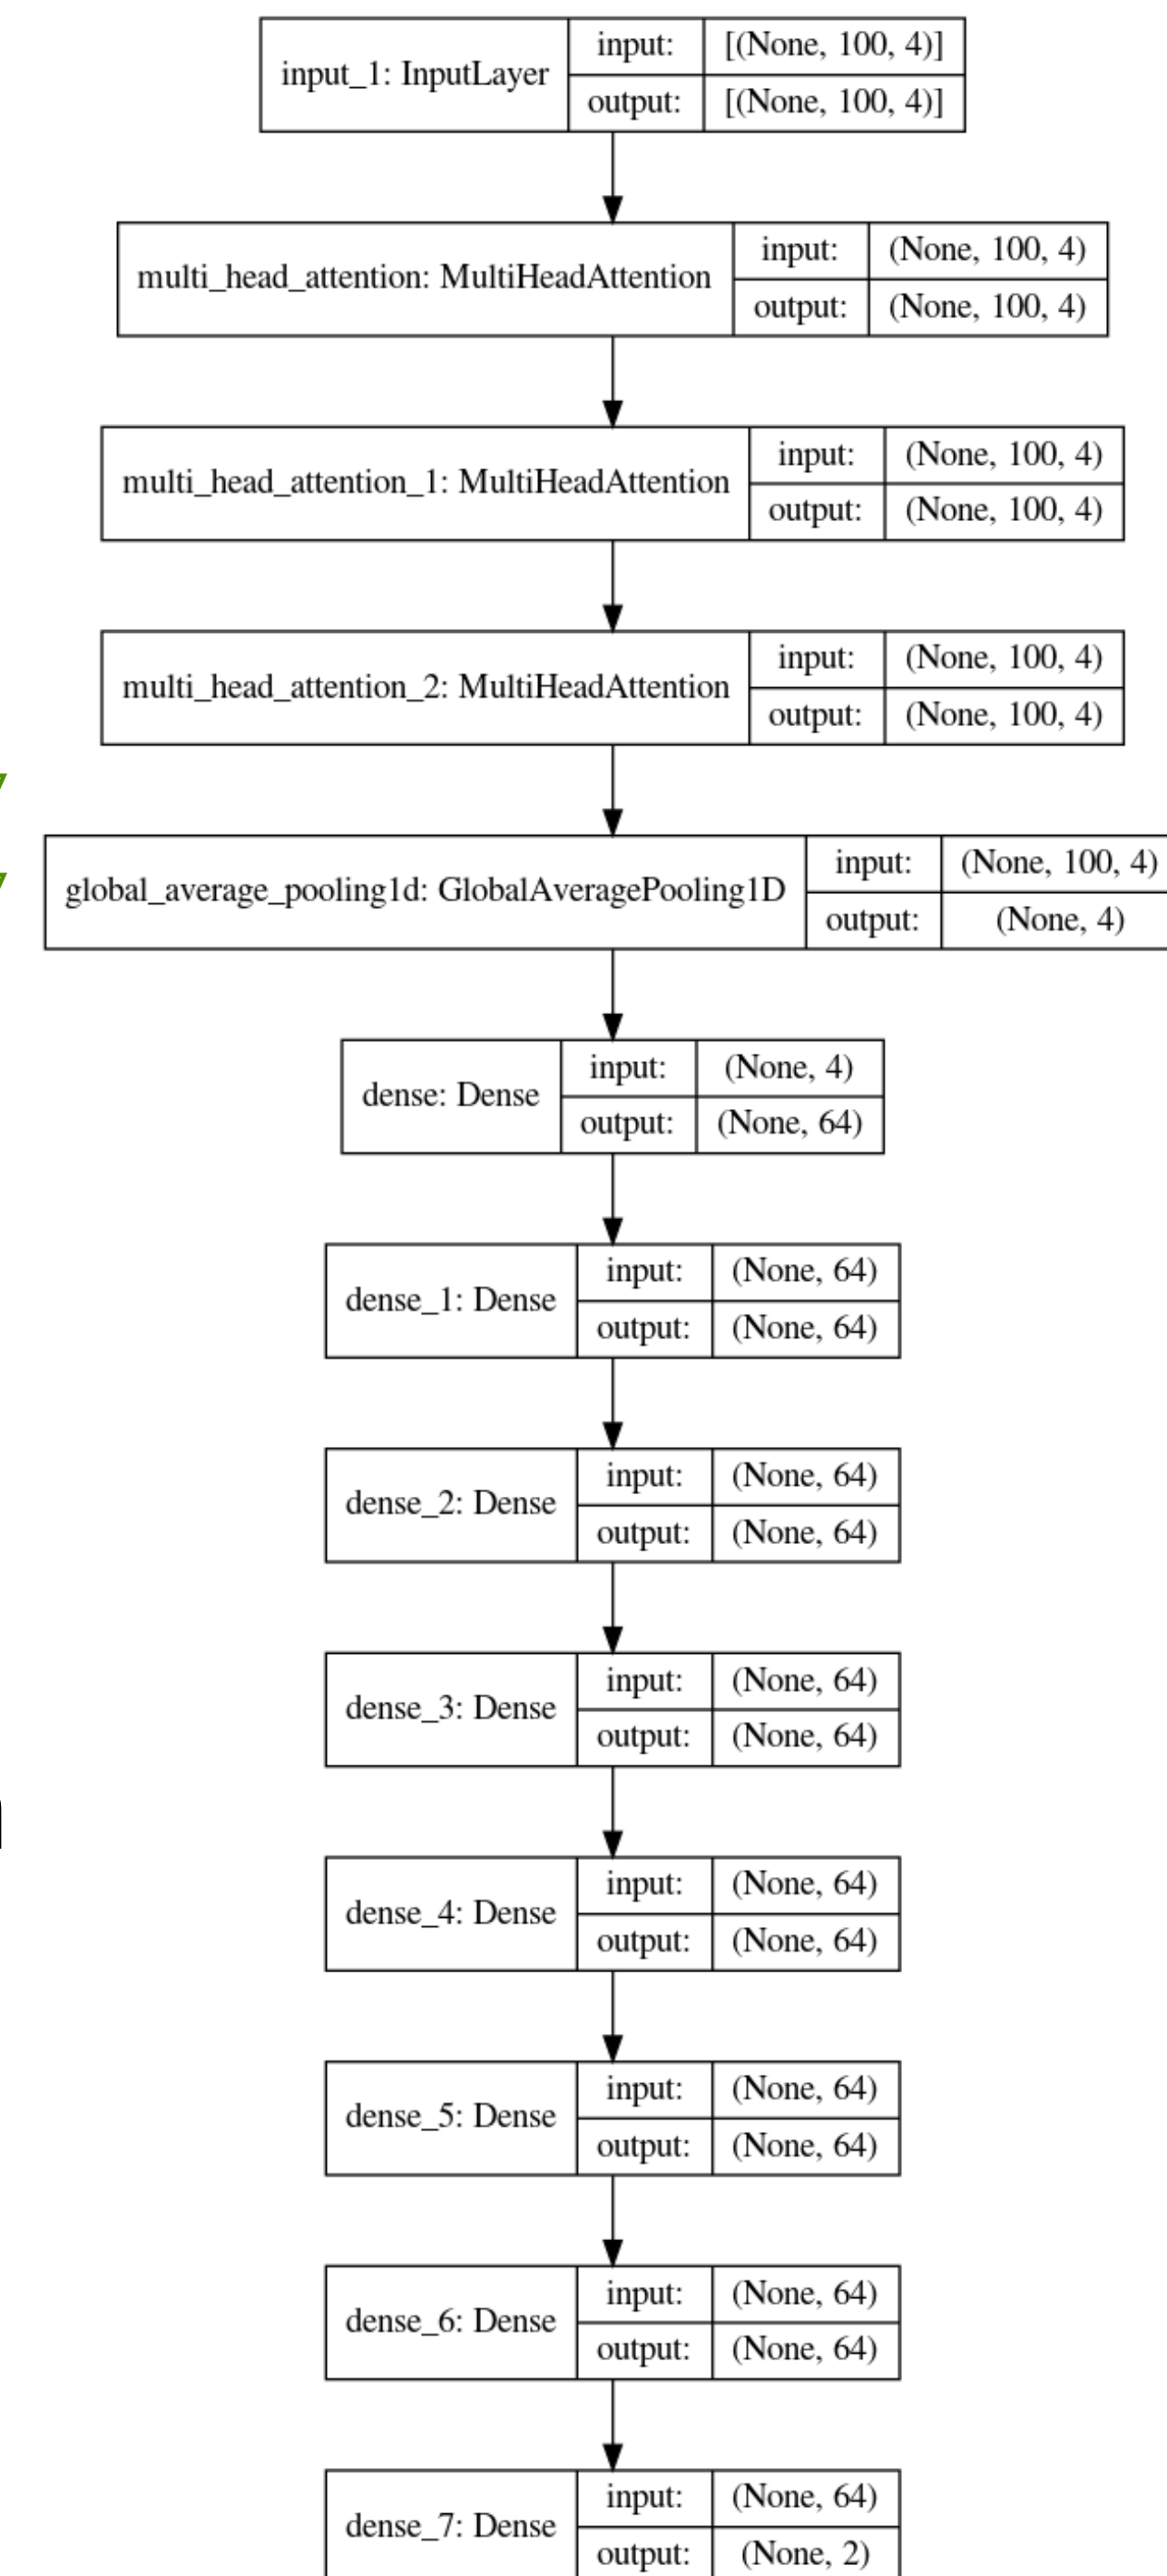 input_1: InputLayer
input: [(None, 100, 4)]
output: [(None, 100, 4)]
multi_head_attention: MultiHeadAttention
input: (None, 100, 4)
output: (None, 100, 4)
multi_head_attention_1: MultiHeadAttention
input: (None, 100, 4)
output: (None, 100, 4)
multi_head_attention_2: MultiHeadAttention
input: (None, 100, 4)
output: (None, 100, 4)
global_average_pooling1d: GlobalAveragePooling1D
input: (None, 100, 4)
output: (None, 4)
dense: Dense
input: (None, 4)
output: (None, 64)
dense_1: Dense
input: (None, 64)
output: (None, 64)
dense_2: Dense
input: (None, 64)
output: (None, 64)
dense_3: Dense
input: (None, 64)
output: (None, 64)
dense_4: Dense
input: (None, 64)
output: (None, 64)
dense_5: Dense
input: (None, 64)
output: (None, 64)
dense_6: Dense
input: (None, 64)
output: (None, 64)
dense_7: Dense
input: (None, 64)
output: (None, 2)